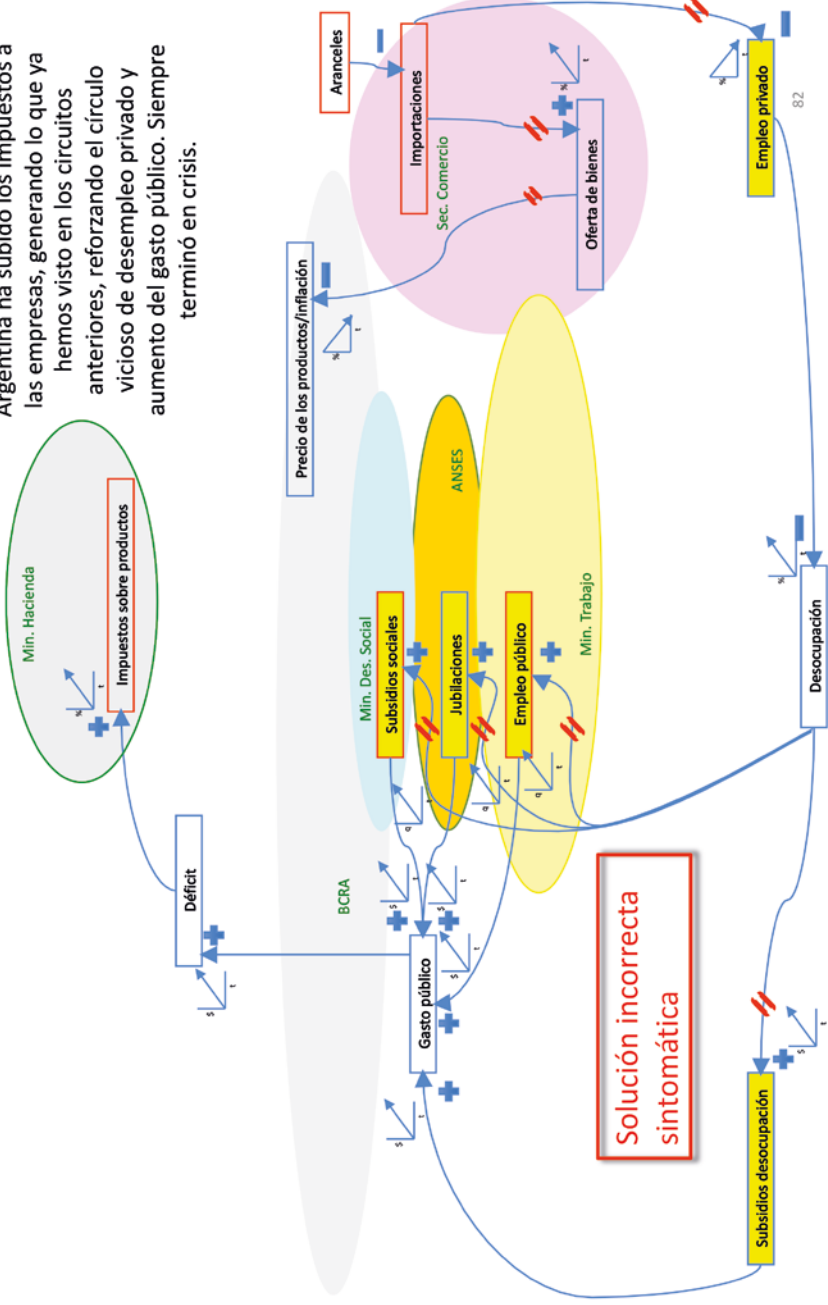 Argentina ha subido los impuestos a
las empresas, generando lo que ya
hemos visto en los circuitos
anteriores, reforzando el círculo
vicioso de desempleo privado y
aumento del gasto público. Siempre
terminó en crisis.
Min. Hacienda
Impuestos sobre productos
%
t
Déficit
$
t
BCRA
Precio de los productos/inflación
%
t
Aranceles
Importaciones
Sec. Comercio
Oferta de bienes
%
t
Min. Des. Social
Subsidios sociales
ANSES
Jubilaciones
Empleo público
Min. Trabajo
q
t
q
t
q
t
$
t
$
t
$
t
Gasto público
$
t
Solución incorrecta
sintomática
Subsidios desocupación
$
t
Desocupación
%
t
Empleo privado
%
t
82